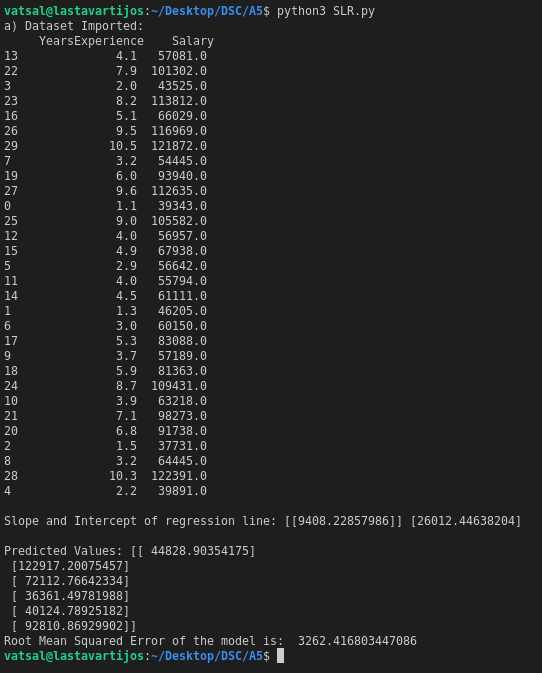 vatsal@lastavartijos:~/Desktop/DSC/A5$ python3 SLR.py
a) Dataset Imported:
     YearsExperience    Salary
13               4.1   57081.0
22               7.9  101302.0
3                2.0   43525.0
23               8.2  113812.0
16               5.1   66029.0
26               9.5  116969.0
29              10.5  121872.0
7                3.2   54445.0
19               6.0   93940.0
27               9.6  112635.0
0                1.1   39343.0
25               9.0  105582.0
12               4.0   56957.0
15               4.9   67938.0
5                2.9   56642.0
11               4.0   55794.0
14               4.5   61111.0
1                1.3   46205.0
6                3.0   60150.0
17               5.3   83088.0
9                3.7   57189.0
18               5.9   81363.0
24               8.7  109431.0
10               3.9   63218.0
21               7.1   98273.0
20               6.8   91738.0
2                1.5   37731.0
8                3.2   64445.0
28              10.3  122391.0
4                2.2   39891.0
Slope and Intercept of regression line: [[9408.22857986]] [26012.44638204]
Predicted Values: [[ 44828.90354175]
 [122917.20075457]
 [ 72112.76642334]
 [ 36361.49781988]
 [ 40124.78925182]
 [ 92810.86929902]]
Root Mean Squared Error of the model is:  3262.416803447086
vatsal@lastavartijos:~/Desktop/DSC/A5$